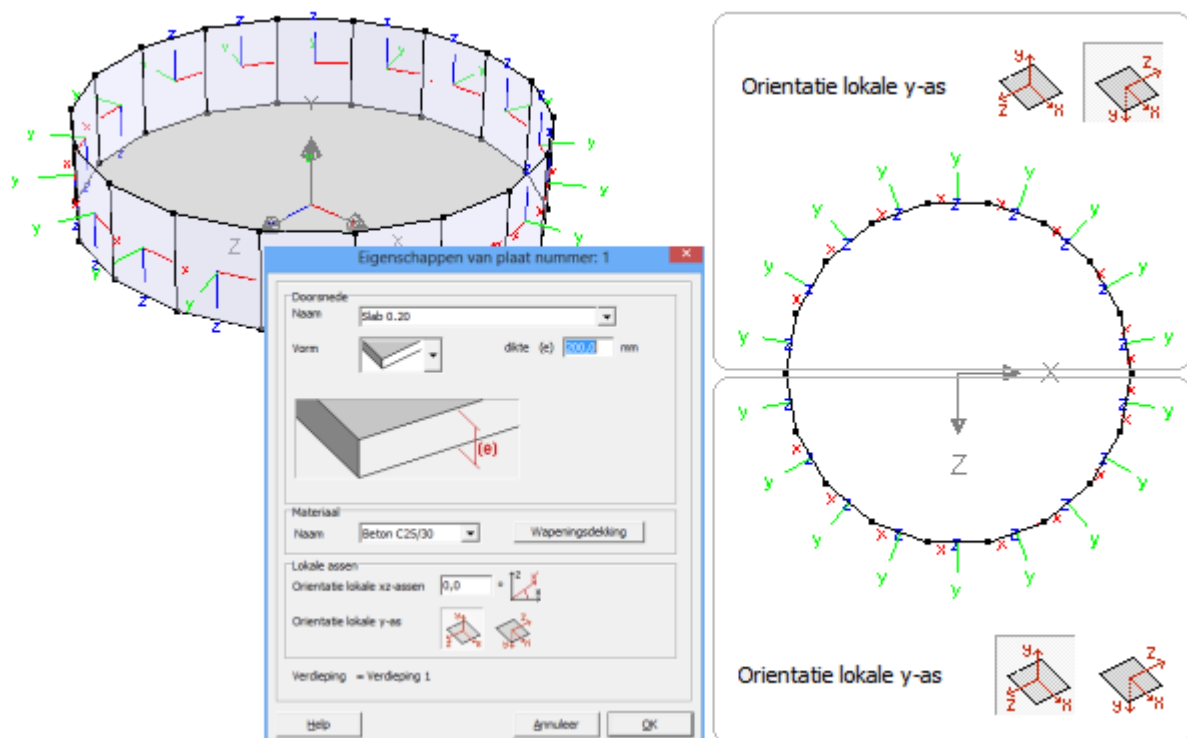 Orientatie lokale y-as
Eigenschappen van plaat nummer: 1
Doorsnede
Naam
Slab 0.20
Vorm
dikte (e)
200,0
mm
(e)
Materiaal
Naam
Beton C25/30
Wapeningsdekking
Lokale assen
Orientatie lokale xz-assen
0,0
°
Orientatie lokale y-as
Verdieping = Verdieping 1
Help
Annuleer
OK
X
Z
Orientatie lokale y-as